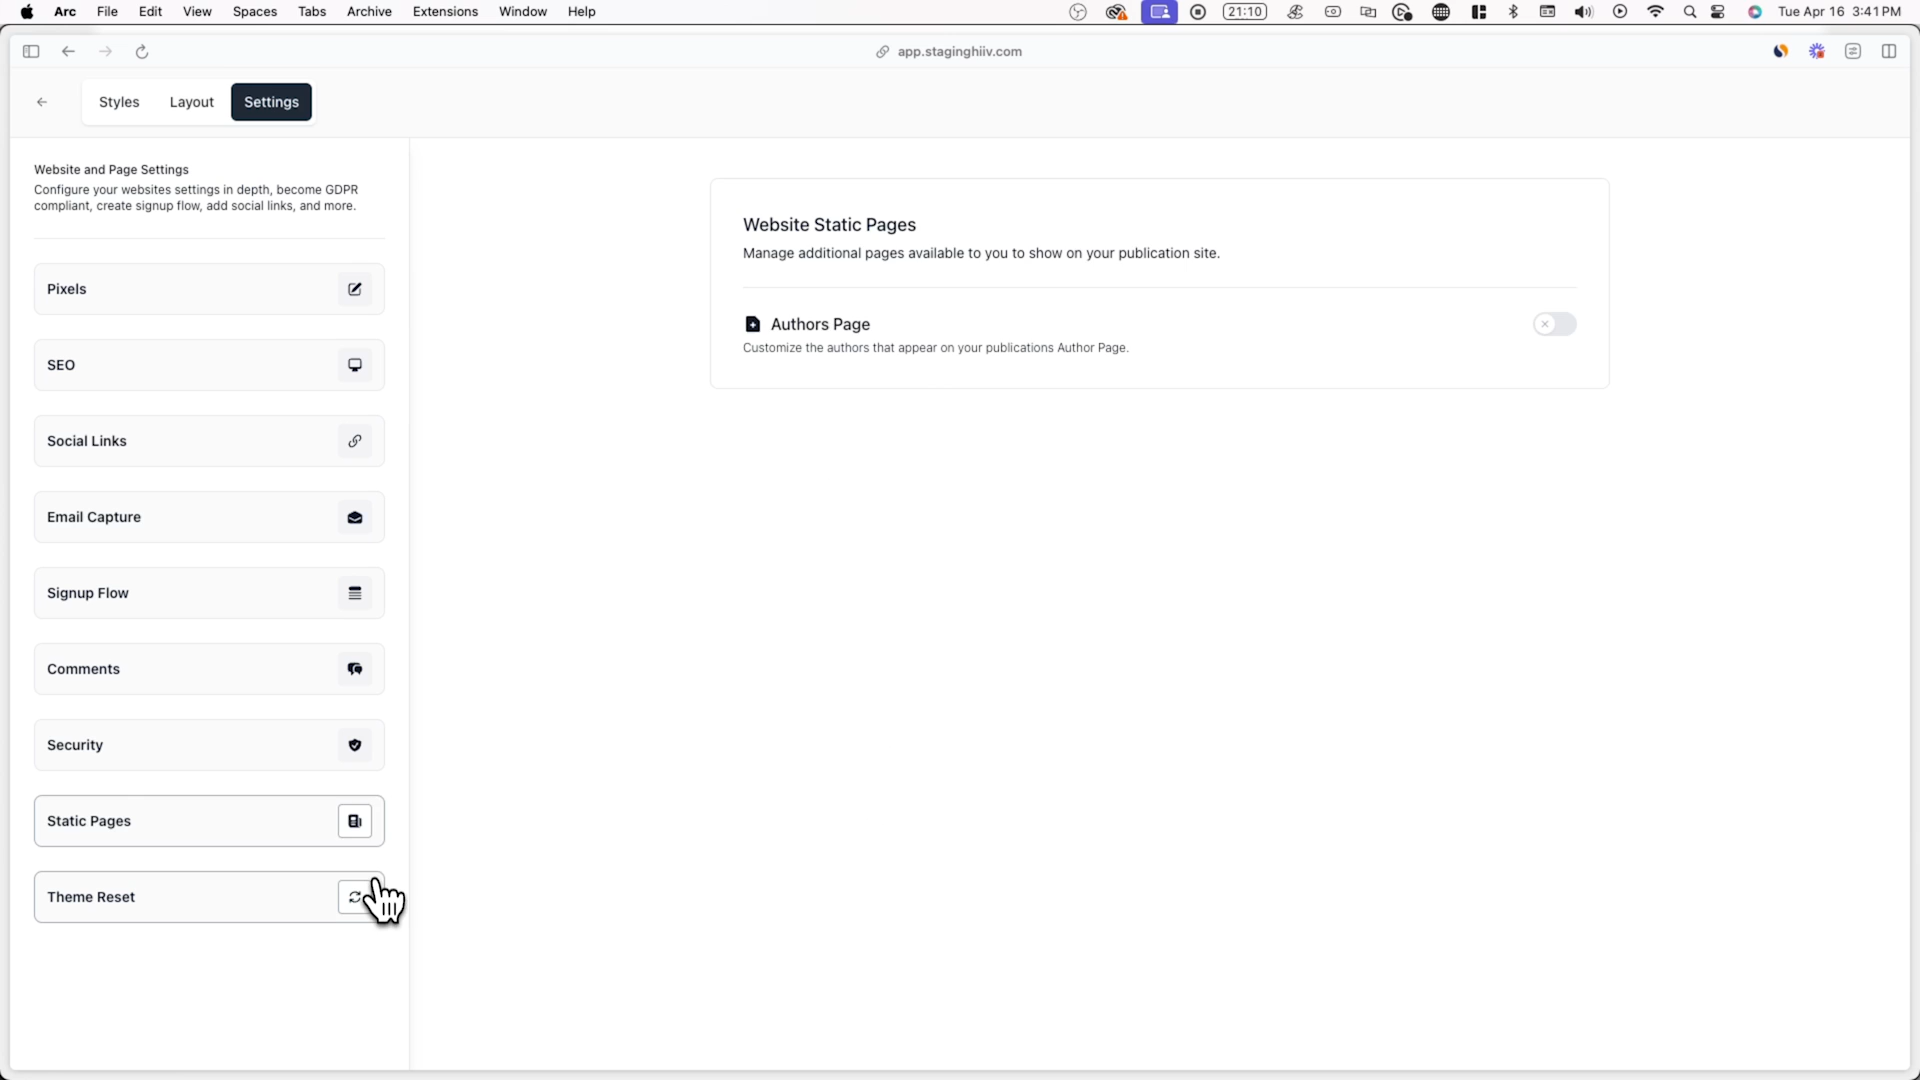 Arc File Edit View Spaces Tabs Archive Extensions Window Help 21:10 Tue Apr 16 3:41 PM
app.staginghiiv.com
Styles Layout Settings
Website and Page Settings
Configure your websites settings in depth, become GDPR
compliant, create signup flow, add social links, and more.
Pixels
SEO
Social Links
Email Capture
Signup Flow
Comments
Security
Static Pages
Theme Reset
Website Static Pages
Manage additional pages available to you to show on your publication site.
Authors Page
Customize the authors that appear on your publications Author Page.